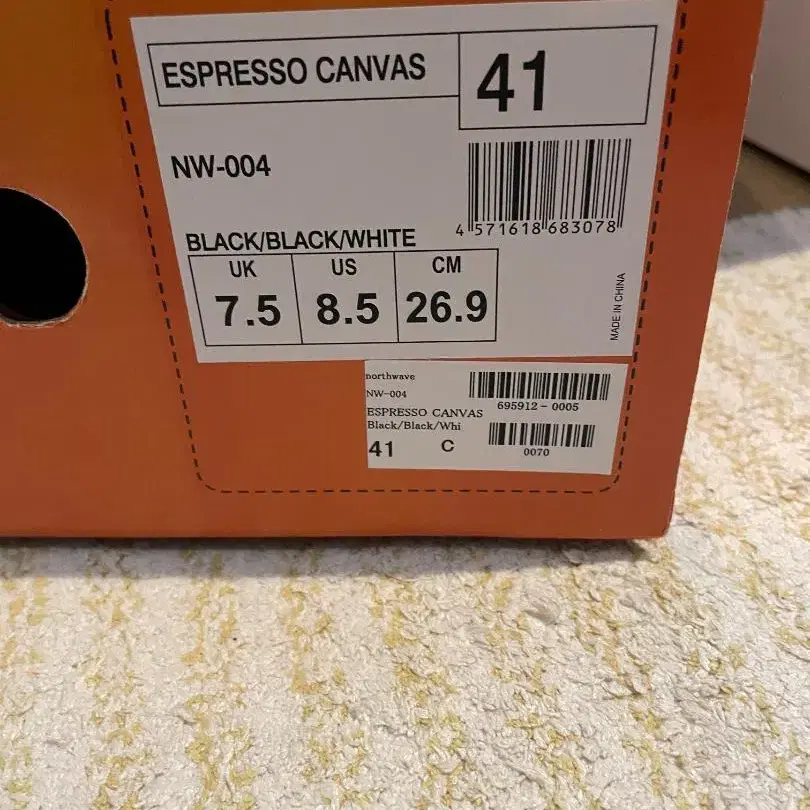 ESPRESSO CANVAS
41
NW-004
4 571618 683078
BLACK/BLACK/WHITE
UK US CM
7.5 8.5 26.9
MADE IN CHINA
northwave
NW-004
695912-0005
ESPRESSO CANVAS
Black/Black/Whi
41 C
0070